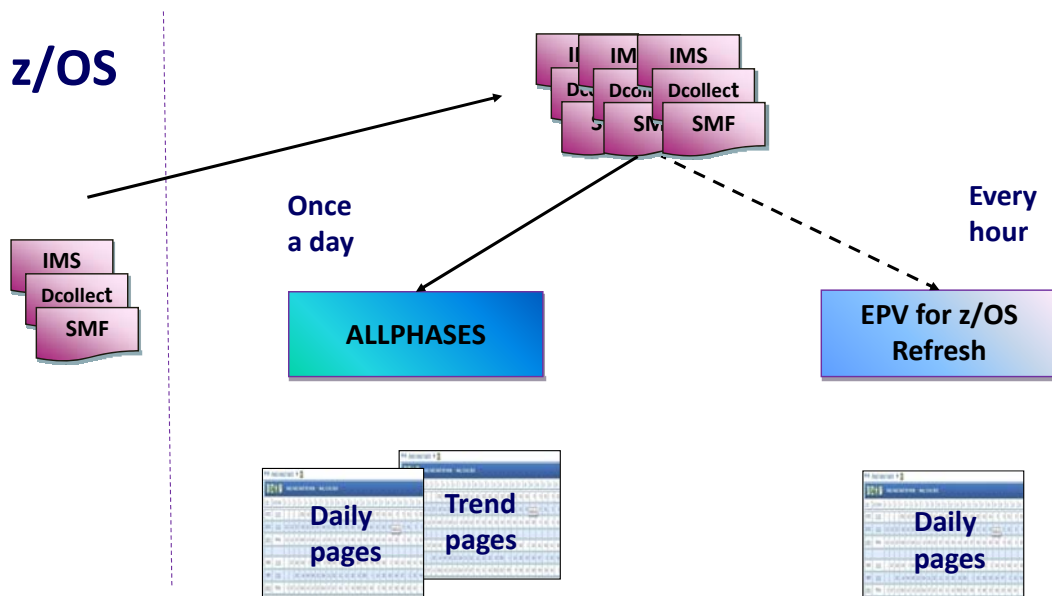 z/OS
IMS
Dcollect
SMF
IMS
Dcollect
SMF
Once
a day
Every
hour
ALLPHASES
EPV for z/OS
Refresh
Daily
pages
Trend
pages
Daily
pages